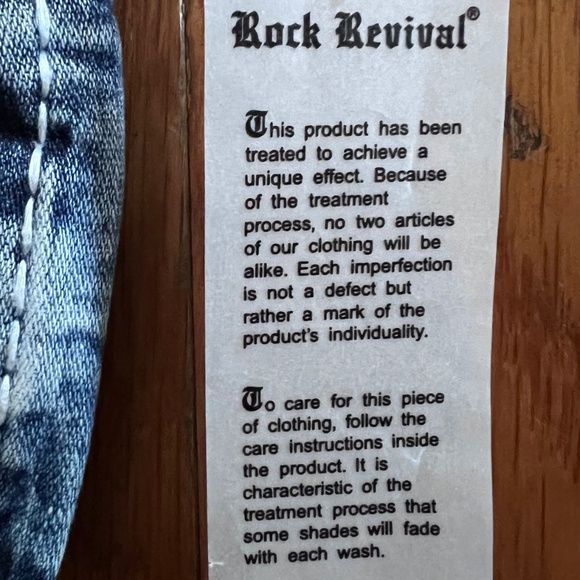 Rock Revival®
This product has been
treated to achieve a
unique effect. Because
of the treatment
process, no two articles
of our clothing will be
alike. Each imperfection
is not a defect but
rather a mark of the
product's individuality.
To care for this piece
of clothing, follow the
care instructions inside
the product. It is
characteristic of the
treatment process that
some shades will fade
with each wash.